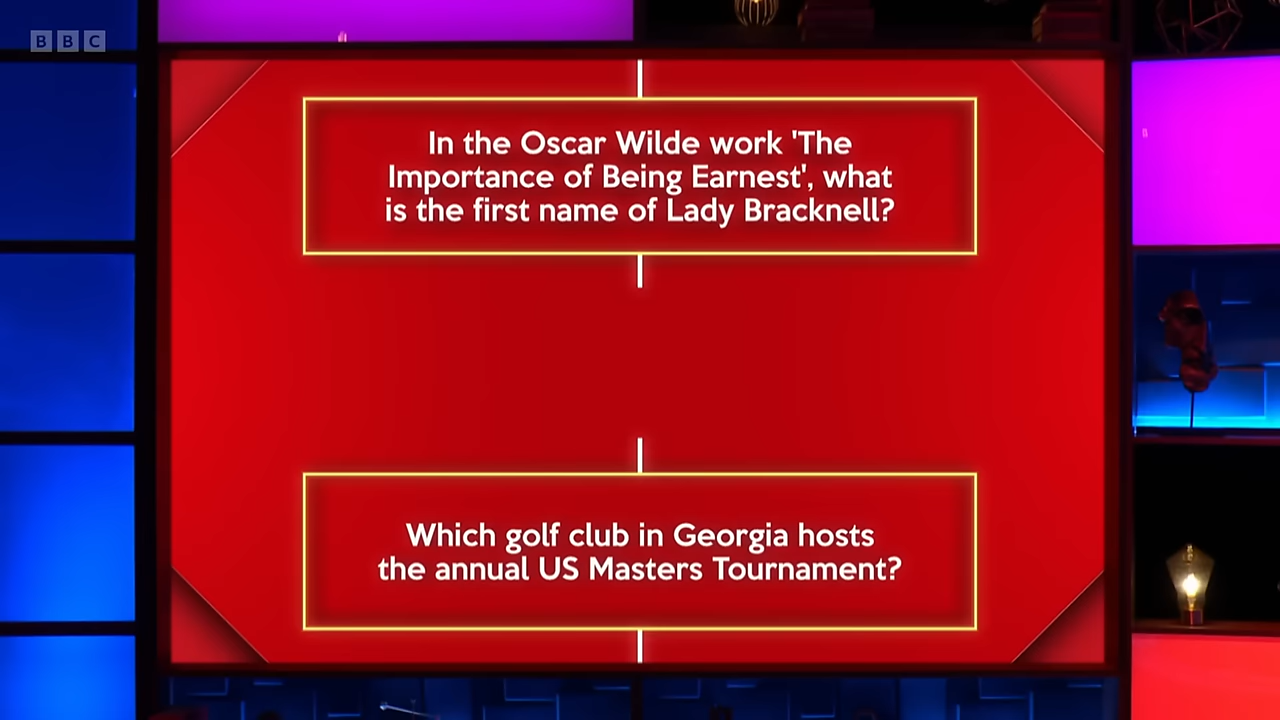 BBC
In the Oscar Wilde work 'The
Importance of Being Earnest', what
is the first name of Lady Bracknell?
Which golf club in Georgia hosts
the annual US Masters Tournament?